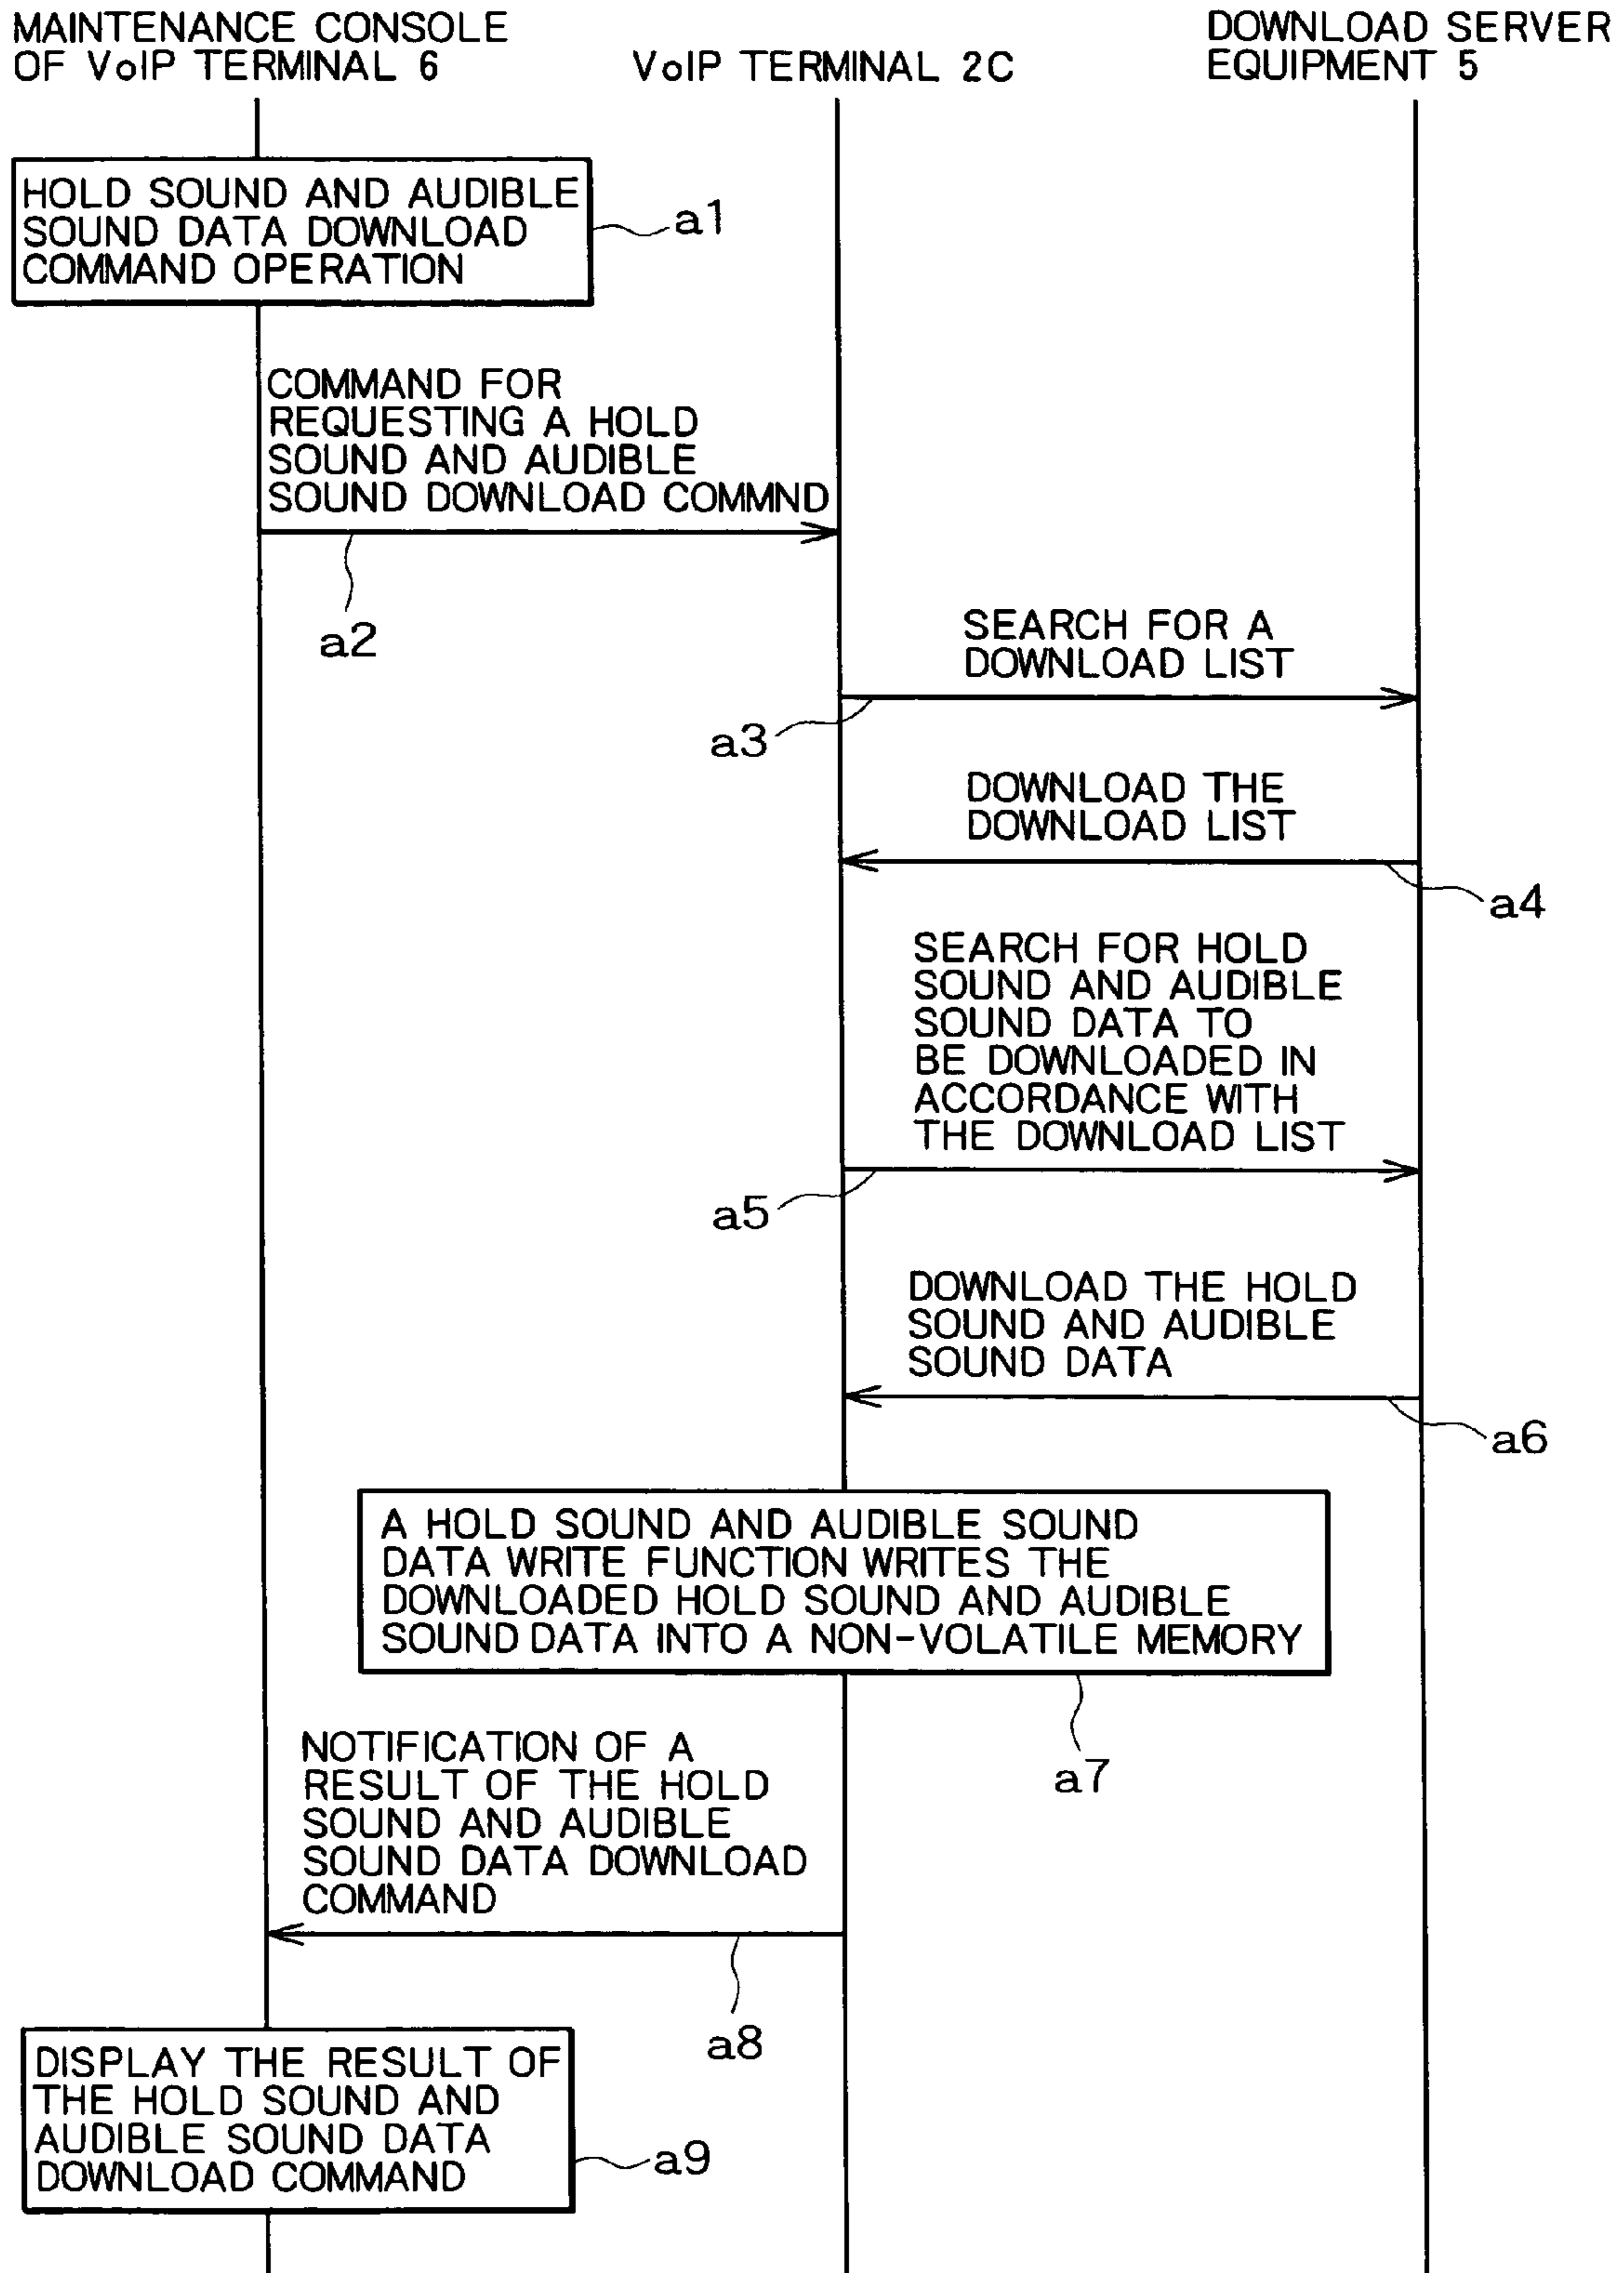 MAINTENANCE CONSOLE
OF VoIP TERMINAL 6
VoIP TERMINAL 2C
DOWNLOAD SERVER
EQUIPMENT 5
HOLD SOUND AND AUDIBLE
SOUND DATA DOWNLOAD
COMMAND OPERATION
a1
COMMAND FOR
REQUESTING A HOLD
SOUND AND AUDIBLE
SOUND DOWNLOAD COMMND
a2
SEARCH FOR A
DOWNLOAD LIST
a3
DOWNLOAD THE
DOWNLOAD LIST
a4
SEARCH FOR HOLD
SOUND AND AUDIBLE
SOUND DATA TO
BE DOWNLOADED IN
ACCORDANCE WITH
THE DOWNLOAD LIST
a5
DOWNLOAD THE HOLD
SOUND AND AUDIBLE
SOUND DATA
a6
A HOLD SOUND AND AUDIBLE SOUND
DATA WRITE FUNCTION WRITES THE
DOWNLOADED HOLD SOUND AND AUDIBLE
SOUND DATA INTO A NON-VOLATILE MEMORY
a7
NOTIFICATION OF A
RESULT OF THE HOLD
SOUND AND AUDIBLE
SOUND DATA DOWNLOAD
COMMAND
a8
DISPLAY THE RESULT OF
THE HOLD SOUND AND
AUDIBLE SOUND DATA
DOWNLOAD COMMAND
a9